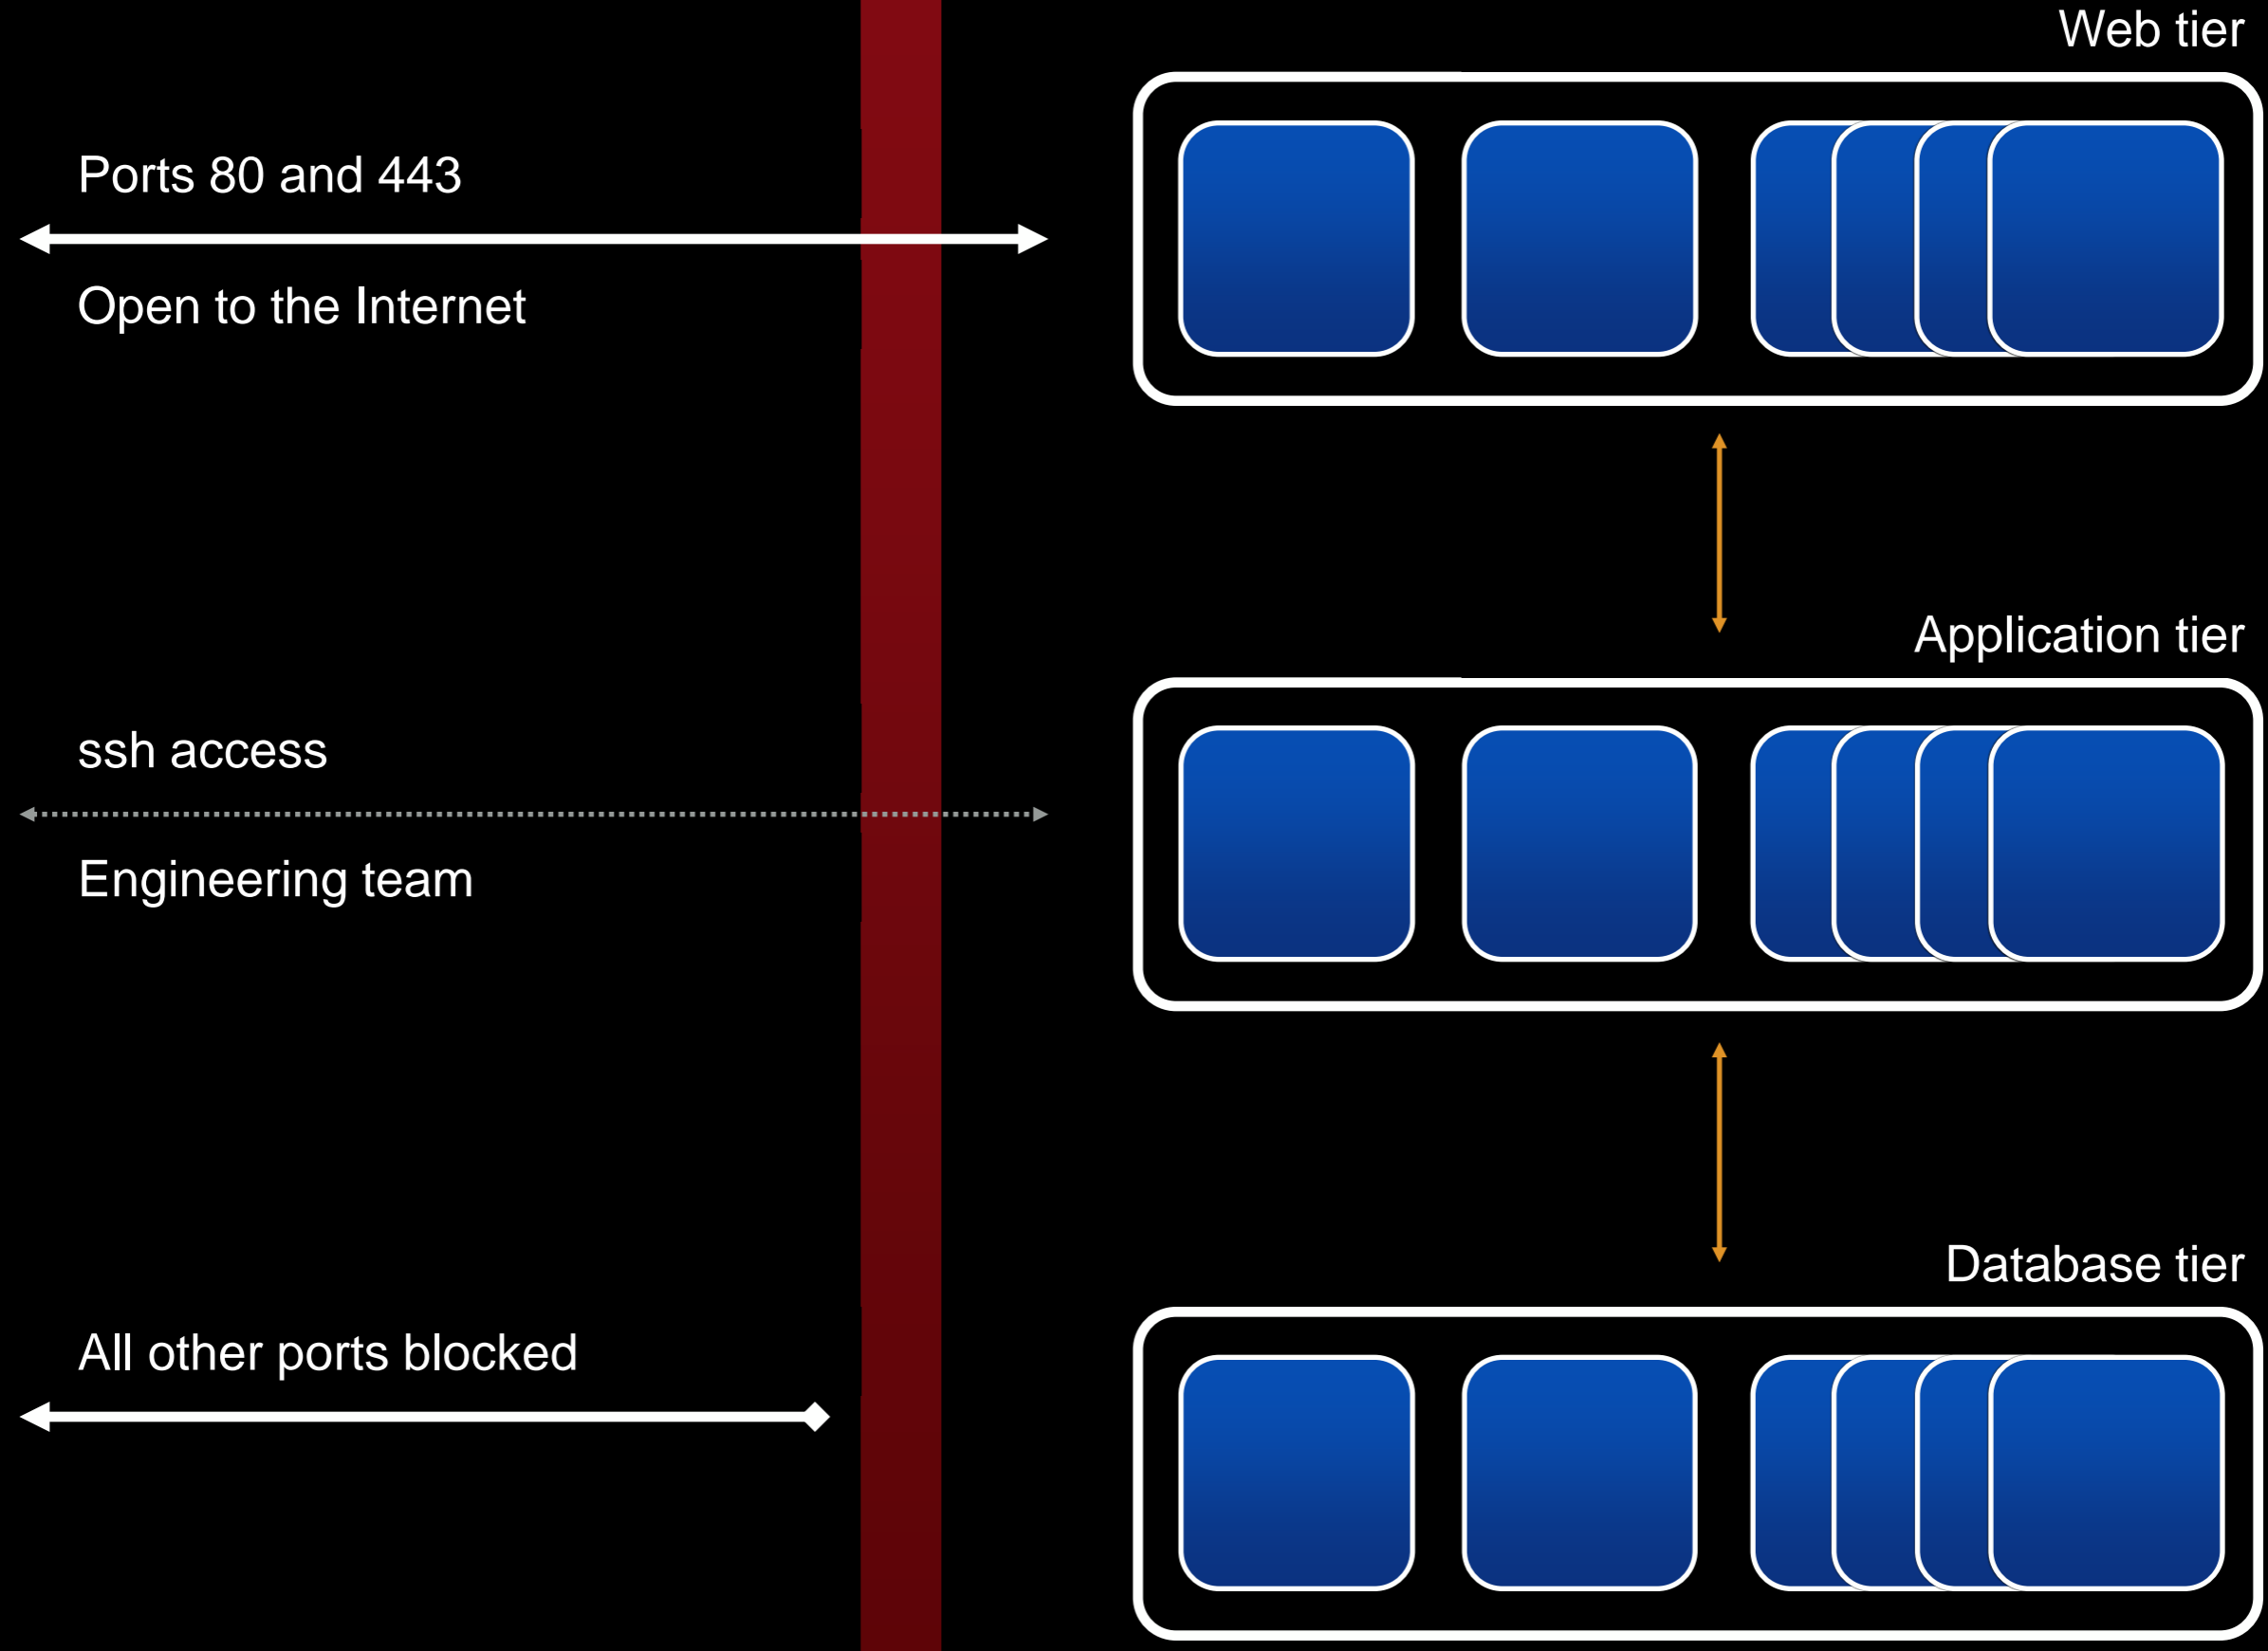 Web tier
Ports 80 and 443
Open to the Internet
Application tier
ssh access
Engineering team
Database tier
All other ports blocked